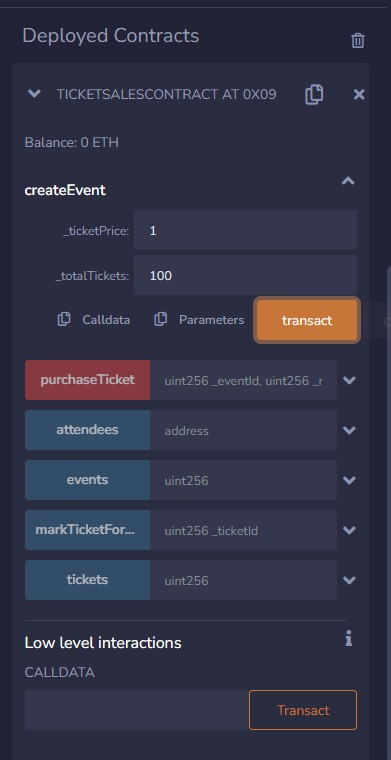 Deployed Contracts
TICKETSALESCONTRACT AT 0X09
Balance: 0 ETH
createEvent
_ticketPrice: 1
_totalTickets: 100
Calldata Parameters transact
purchaseTicket uint256 _eventId, uint256 _r
attendees address
events uint256
markTicketFor... uint256 _ticketId
tickets uint256
Low level interactions
CALLDATA
Transact